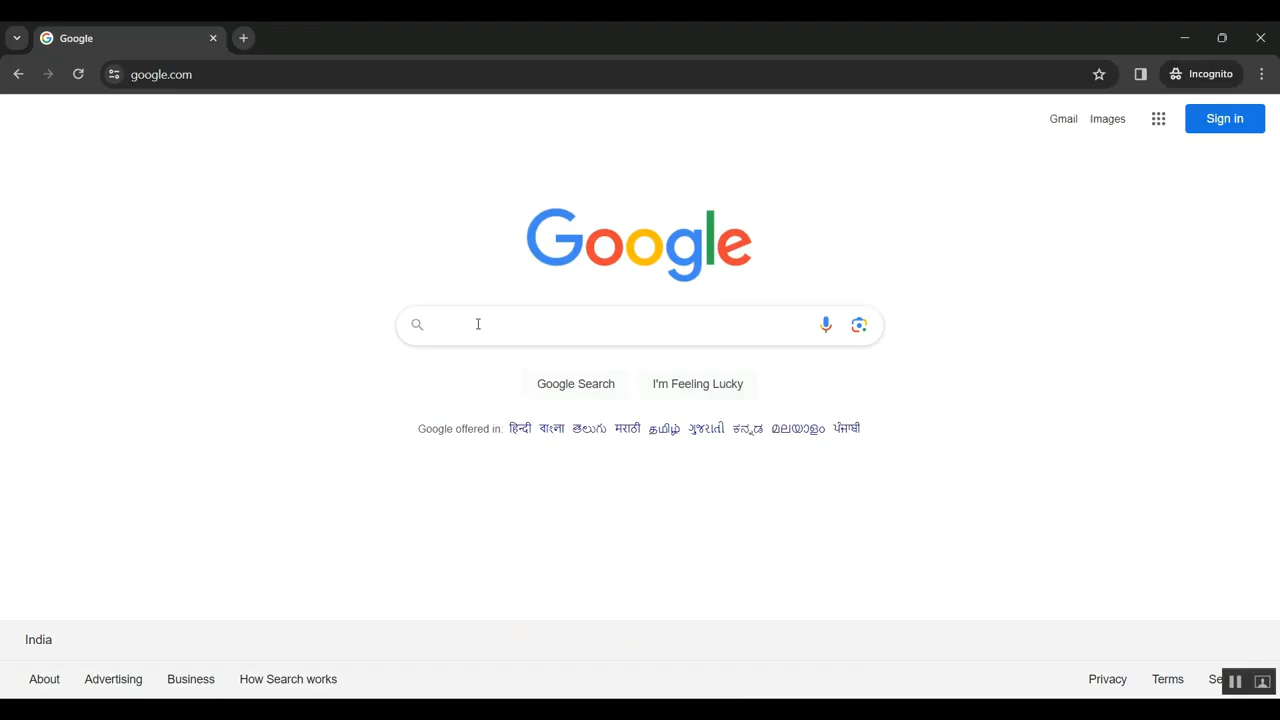 Google
google.com
Incognito
Gmail Images Sign in
Google
Google Search I'm Feeling Lucky
Google offered in: हिन्दी বাংলা తెలుగు मराठी தமிழ் ગુજરાતી ಕನ್ನಡ മലയാളം ਪੰਜਾਬੀ
India
About Advertising Business How Search works Privacy Terms